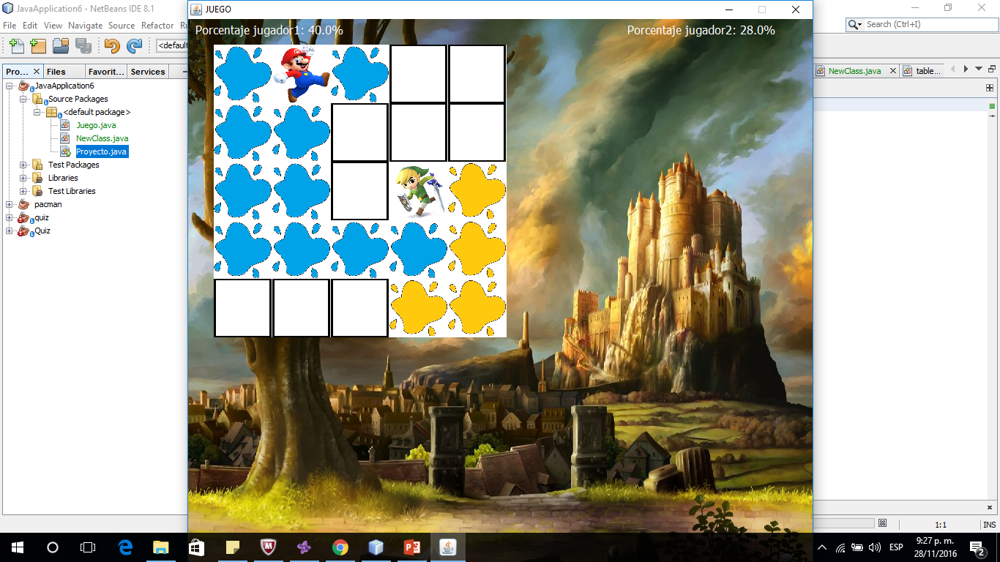 JavaApplication6 - NetBeans IDE 8.1
JUEGO
File Edit View Navigate Source Refactor
Search (Ctrl+I)
<default
Porcentaje jugador1: 40.0%
Porcentaje jugador2: 28.0%
Pro... Files Favorit... Services
NewClass.java table...
JavaApplication6
Source Packages
<default package>
Juego.java
NewClass.java
Proyecto.java
Test Packages
Libraries
Test Libraries
pacman
quiz
Quiz
1:1 INS
ESP
9:27 p. m.
28/11/2016
2